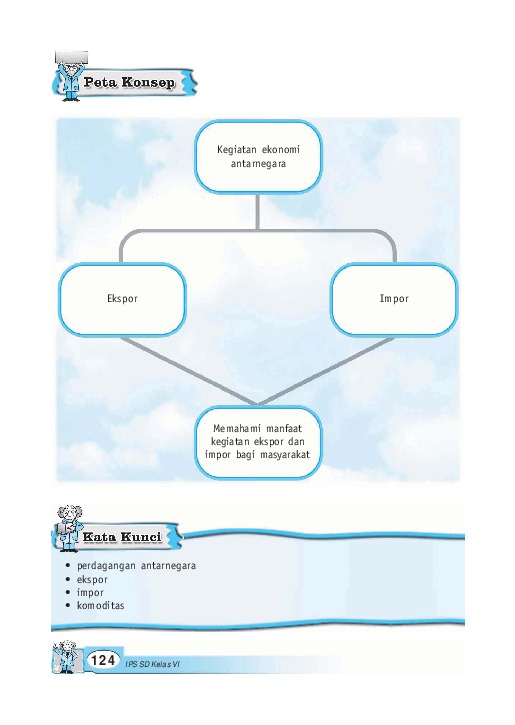 Peta Konsep
Kegiatan ekonomi
antarnegara
Ekspor
Impor
Memahami manfaat
kegiatan ekspor dan
impor bagi masyarakat
Kata Kunci
• perdagangan antarnegara
• ekspor
• impor
• komoditas
124
IPS SD Kelas VI